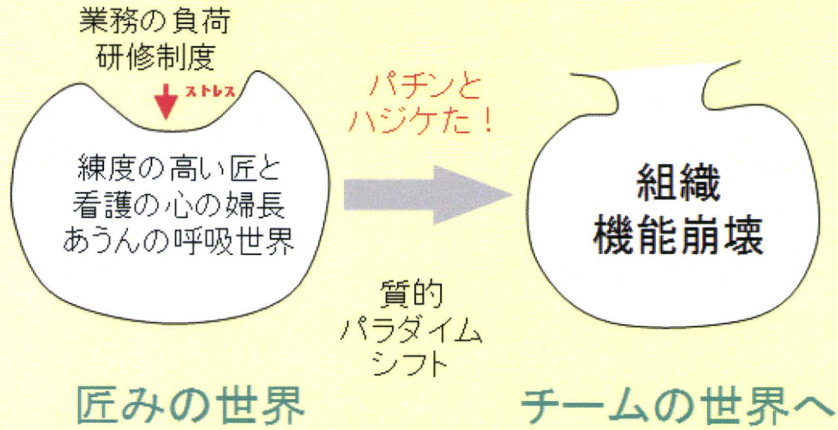 業務の負荷
研修制度
ストレス
練度の高い匠と
看護の心の婦長
あうんの呼吸世界
パチンと
ハジケた！
質的
パラダイム
シフト
組織
機能崩壊
匠みの世界
チームの世界へ